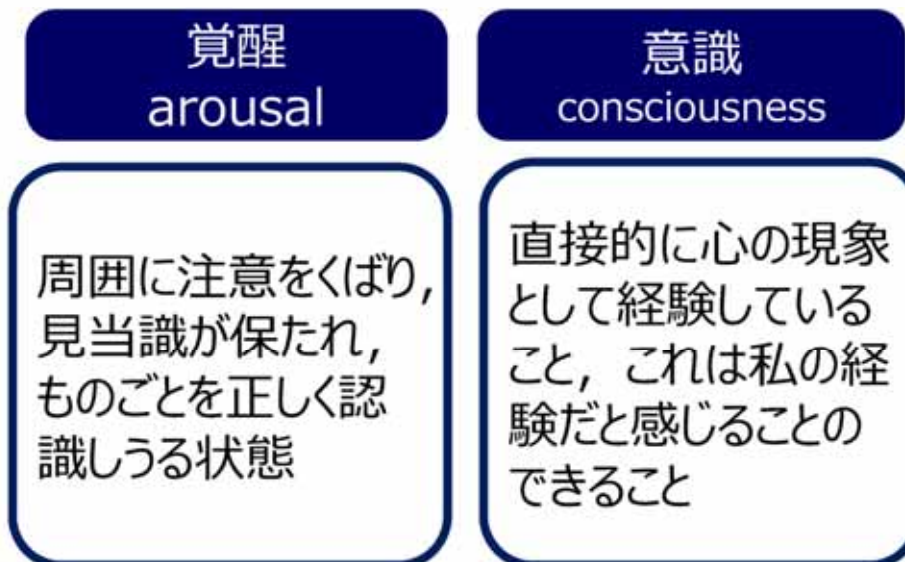 覚醒
arousal
周囲に注意をくばり,
見当識が保たれ,
ものごとを正しく認
識しうる状態
意識
consciousness
直接的に心の現象
として経験している
こと, これは私の経
験だと感じることの
できること